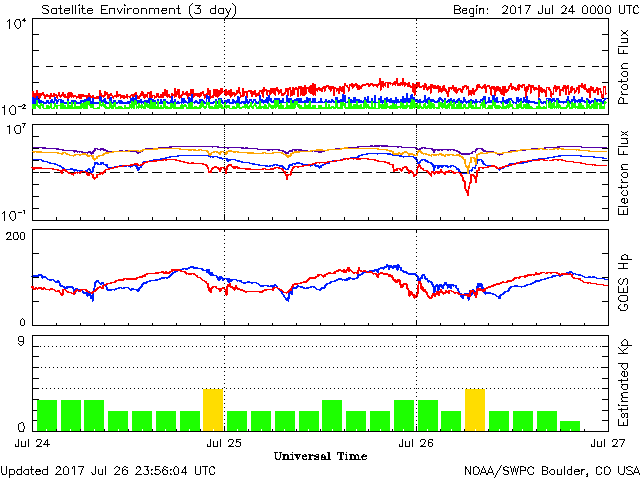 Satellite Environment (3 day) Begin: 2017 Jul 24 0000 UTC
10^4
10^-2
Proton Flux
10^7
10^-1
Electron Flux
200
0
GOES Hp
9
0
Estimated Kp
Jul 24 Jul 25 Jul 26 Jul 27
Universal Time
Updated 2017 Jul 26 23:56:04 UTC NOAA/SWPC Boulder, CO USA